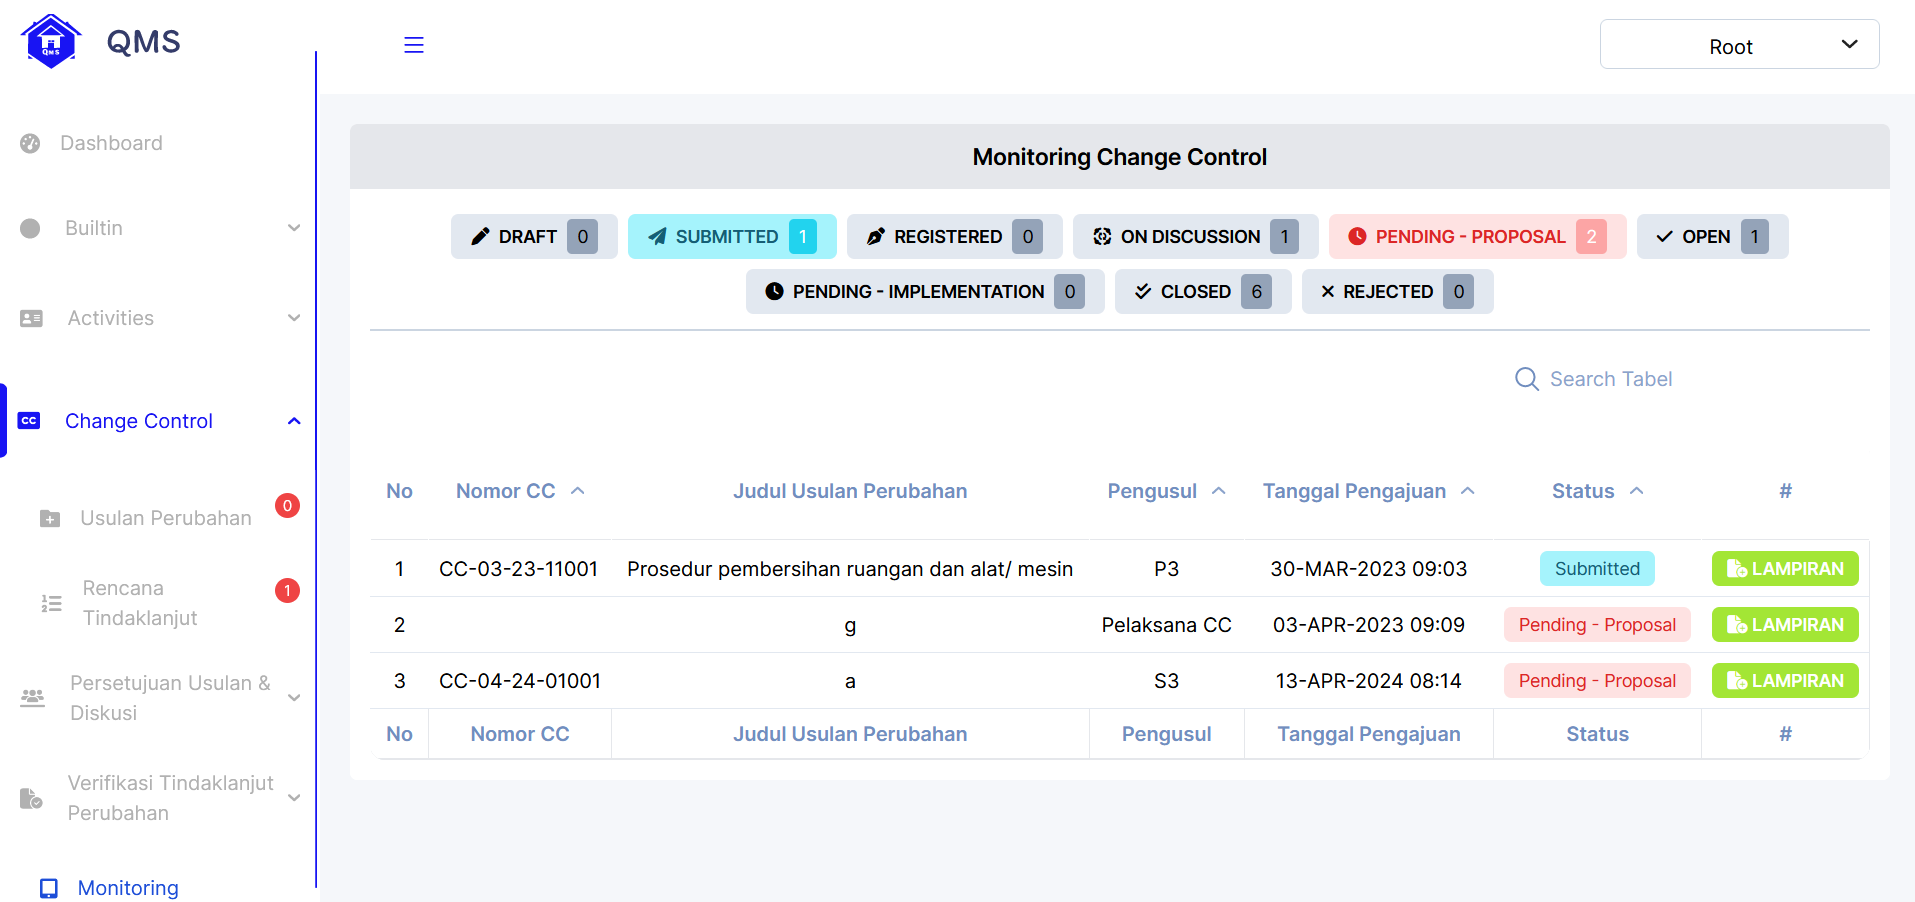 QMS
QMS
Root
Dashboard
Builtin
Activities
CC Change Control
Usulan Perubahan 0
Rencana
Tindaklanjut 1
Persetujuan Usulan &
Diskusi
Verifikasi Tindaklanjut
Perubahan
Monitoring
Monitoring Change Control
DRAFT 0 SUBMITTED 1 REGISTERED 0 ON DISCUSSION 1 PENDING - PROPOSAL 2 OPEN 1
PENDING - IMPLEMENTATION 0 CLOSED 6 REJECTED 0
Search Tabel
No Nomor CC Judul Usulan Perubahan Pengusul Tanggal Pengajuan Status #
1 CC-03-23-11001 Prosedur pembersihan ruangan dan alat/ mesin P3 30-MAR-2023 09:03 Submitted LAMPIRAN
2 g Pelaksana CC 03-APR-2023 09:09 Pending - Proposal LAMPIRAN
3 CC-04-24-01001 a S3 13-APR-2024 08:14 Pending - Proposal LAMPIRAN
No Nomor CC Judul Usulan Perubahan Pengusul Tanggal Pengajuan Status #